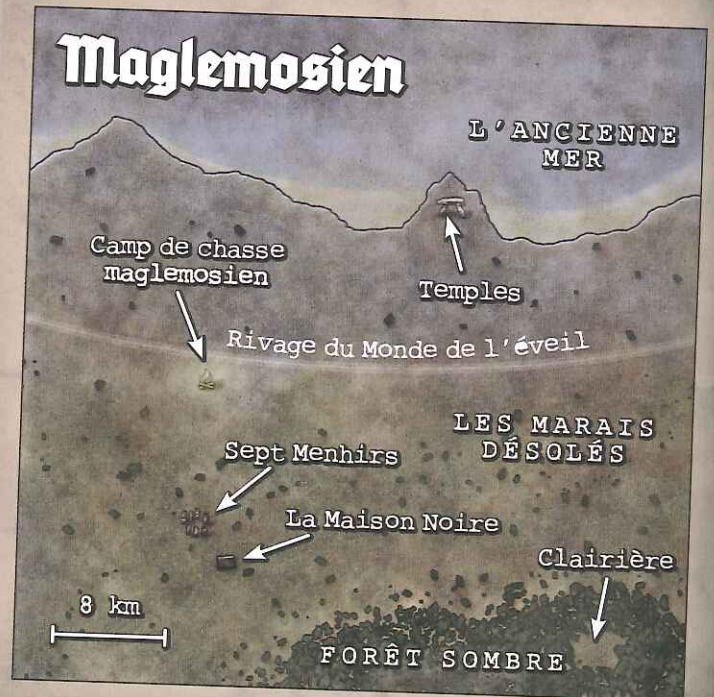 Maglemosien
L'ANCIENNE
MER
Camp de chasse
maglemosien
Temples
Rivage du Monde de l'éveil
LES MARAIS
DÉSOLÉS
Sept Menhirs
La Maison Noire
Clairière
8 km
FORÊT SOMBRE